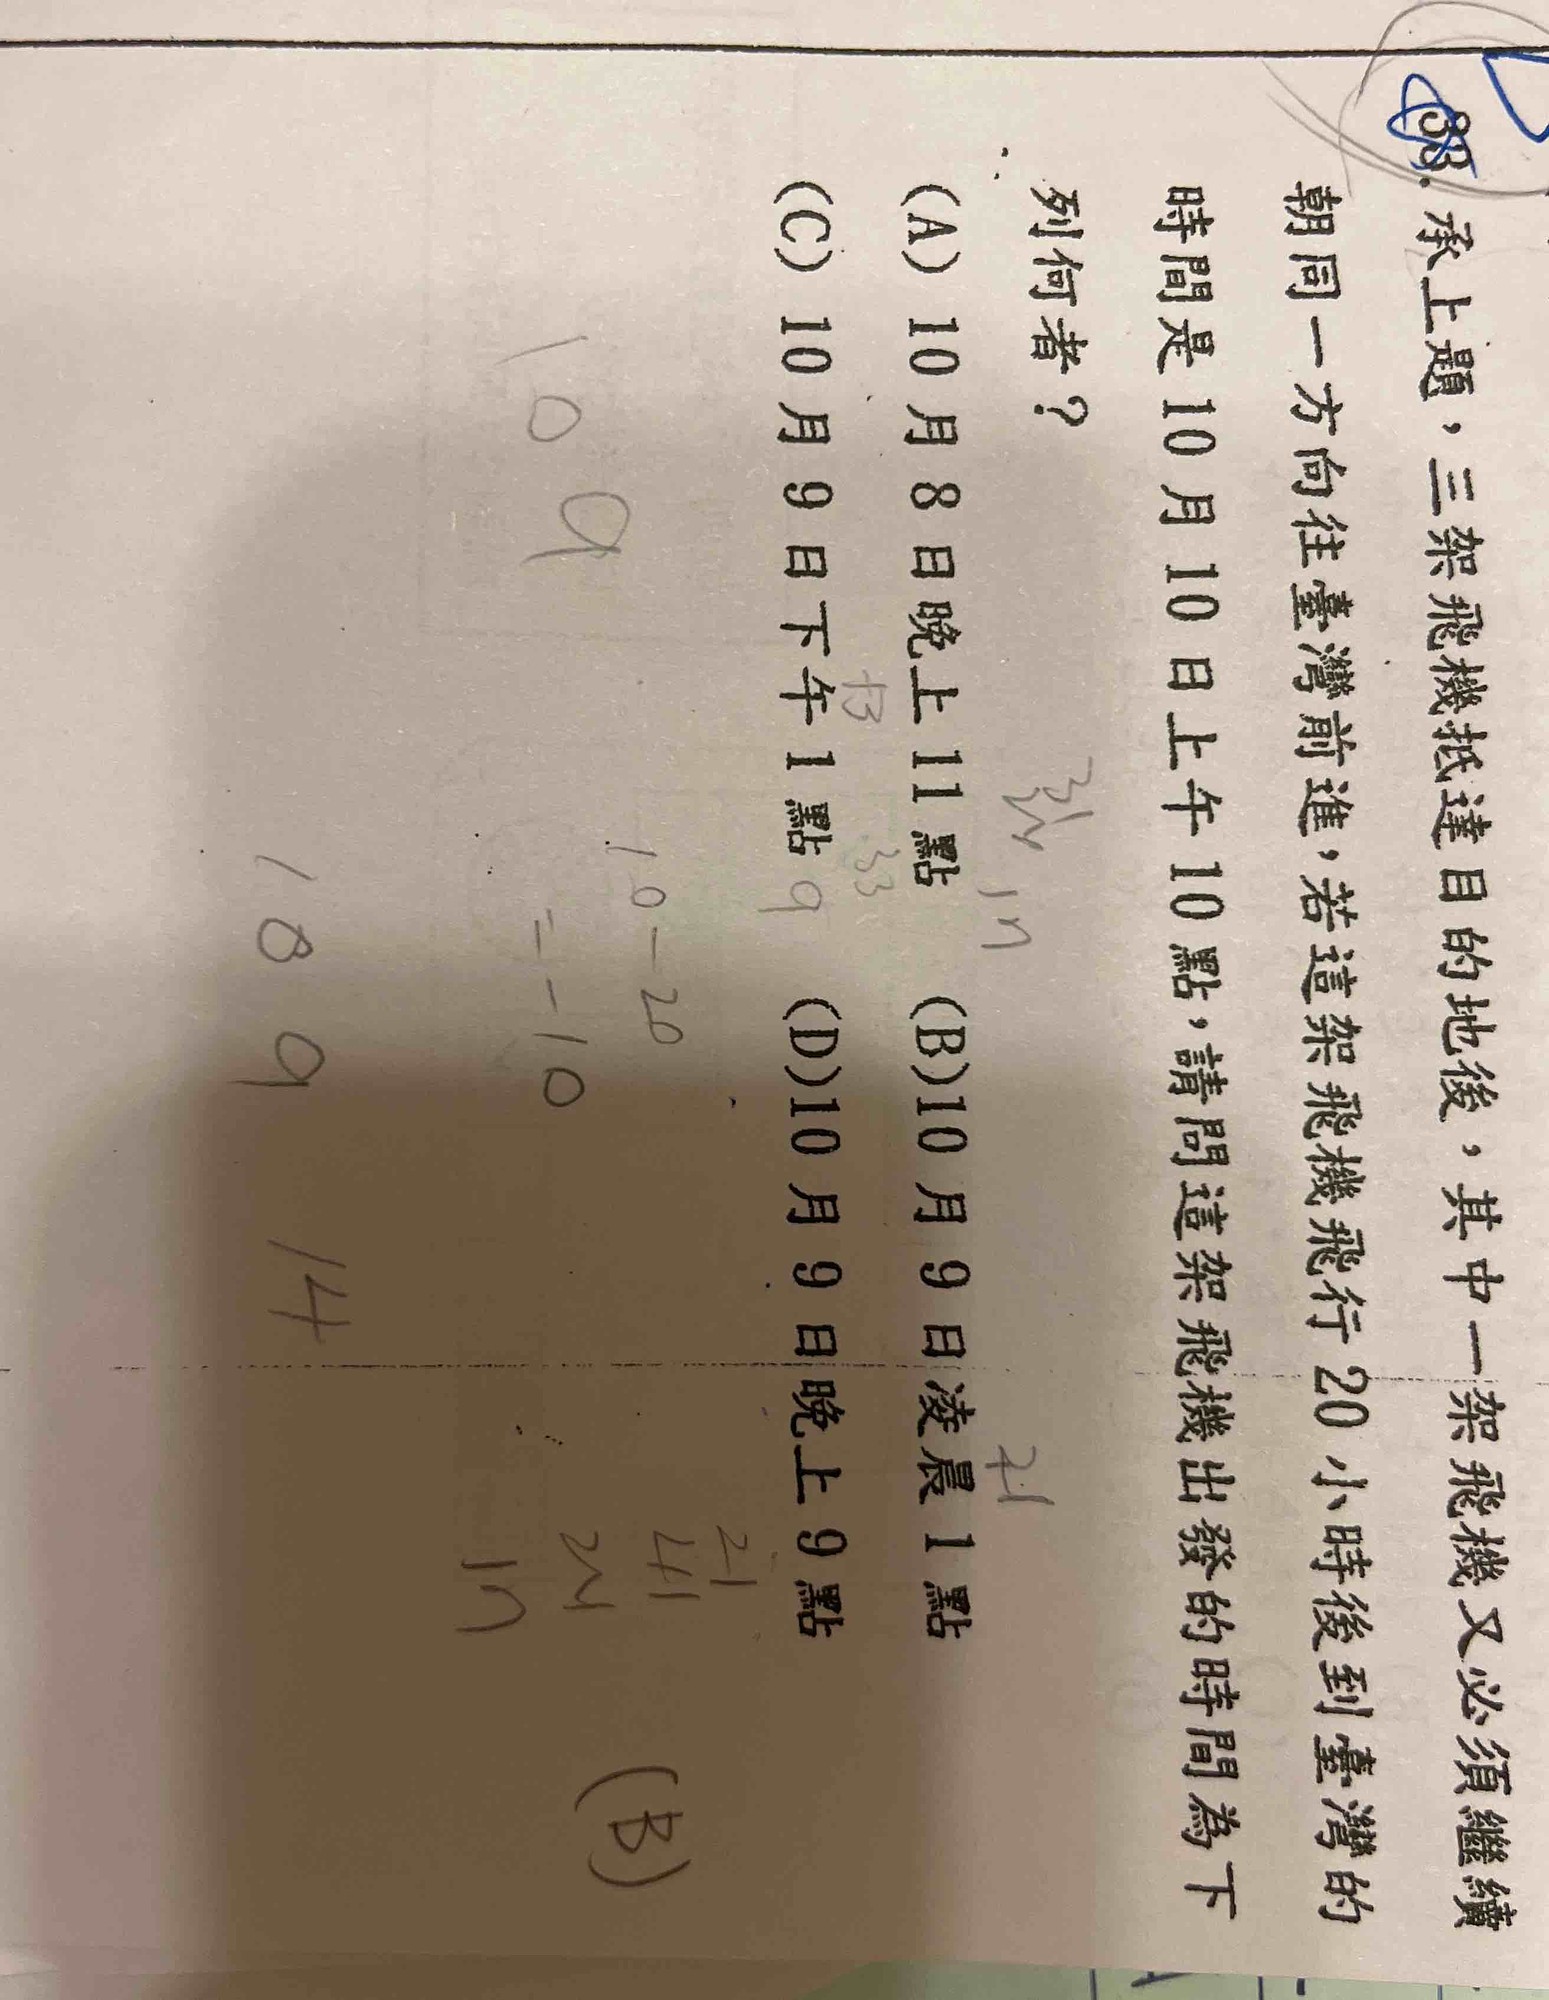 38. 承上題，三架飛機抵達目的地後，其中一架飛機又必須繼續
朝同一方向往臺灣前進，若這架飛機飛行 20 小時後到臺灣的
時間是 10 月 10 日上午 10 點，請問這架飛機出發的時間為下
列何者？
(A) 10 月 8 日晚上 11 點 (B)10 月 9 日凌晨 1 點
(C) 10 月 9 日下午 1 點 9 (D)10 月 9 日晚上 9 點
10-20
=-10
10 9
10 9 14
(B)